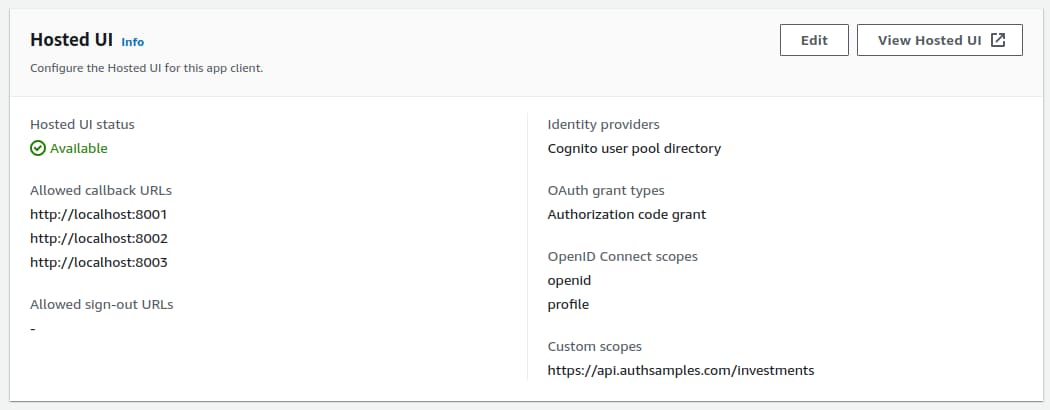 Hosted UI Info
Edit
View Hosted UI
Configure the Hosted UI for this app client.
Hosted UI status
Available
Allowed callback URLs
http://localhost:8001
http://localhost:8002
http://localhost:8003
Allowed sign-out URLs
-
Identity providers
Cognito user pool directory
OAuth grant types
Authorization code grant
OpenID Connect scopes
openid
profile
Custom scopes
https://api.authsamples.com/investments